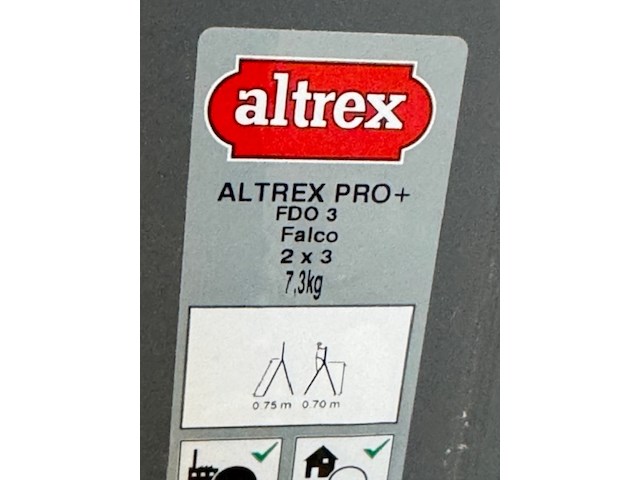 altrex
ALTREX PRO+
FDO 3
Falco
2 x 3
7,3kg
0.75 m 0.70 m